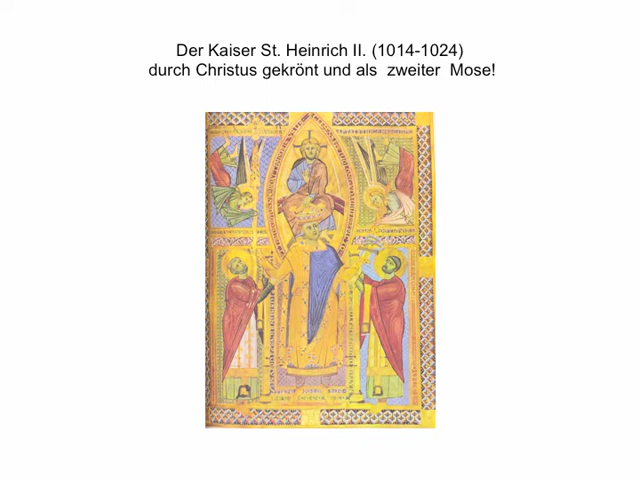 Der Kaiser St. Heinrich II. (1014-1024)
durch Christus gekrönt und als zweiter Mose!